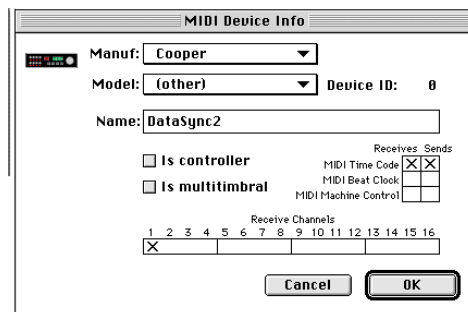 MIDI Device Info
Manuf: Cooper
Model: (other) Device ID: 0
Name: DataSync2
Receives Sends
Is controller
MIDI Time Code
MIDI Beat Clock
Is multitimbral
MIDI Machine Control
Receive Channels
1 2 3 4 5 6 7 8 9 10 11 12 13 14 15 16
Cancel OK